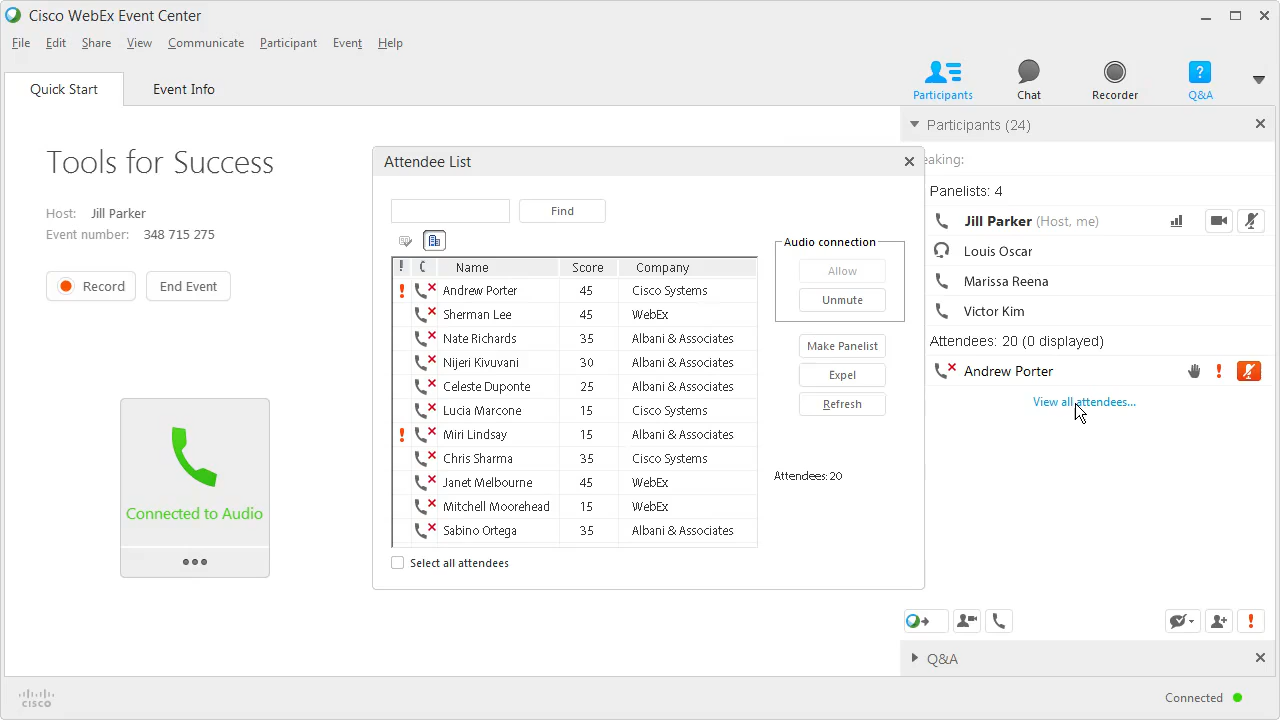 Cisco WebEx Event Center
File Edit Share View Communicate Participant Event Help
Quick Start Event Info
Participants Chat Recorder Q&A
?
Tools for Success
Host: Jill Parker
Event number: 348 715 275
Record End Event
Connected to Audio
Attendee List
Find
! Name Score Company
! Andrew Porter 45 Cisco Systems
Sherman Lee 45 WebEx
Nate Richards 35 Albani & Associates
Nijeri Kivuvani 30 Albani & Associates
Celeste Duponte 25 Albani & Associates
Lucia Marcone 15 Cisco Systems
! Miri Lindsay 15 Albani & Associates
Chris Sharma 35 Cisco Systems
Janet Melbourne 45 WebEx
Mitchell Moorehead 15 WebEx
Sabino Ortega 35 Albani & Associates
Select all attendees
Audio connection
Allow
Unmute
Make Panelist
Expel
Refresh
Attendees: 20
Participants (24)
eaking:
Panelists: 4
Jill Parker (Host, me)
Louis Oscar
Marissa Reena
Victor Kim
Attendees: 20 (0 displayed)
Andrew Porter !
View all attendees...
!
Q&A
cisco
Connected